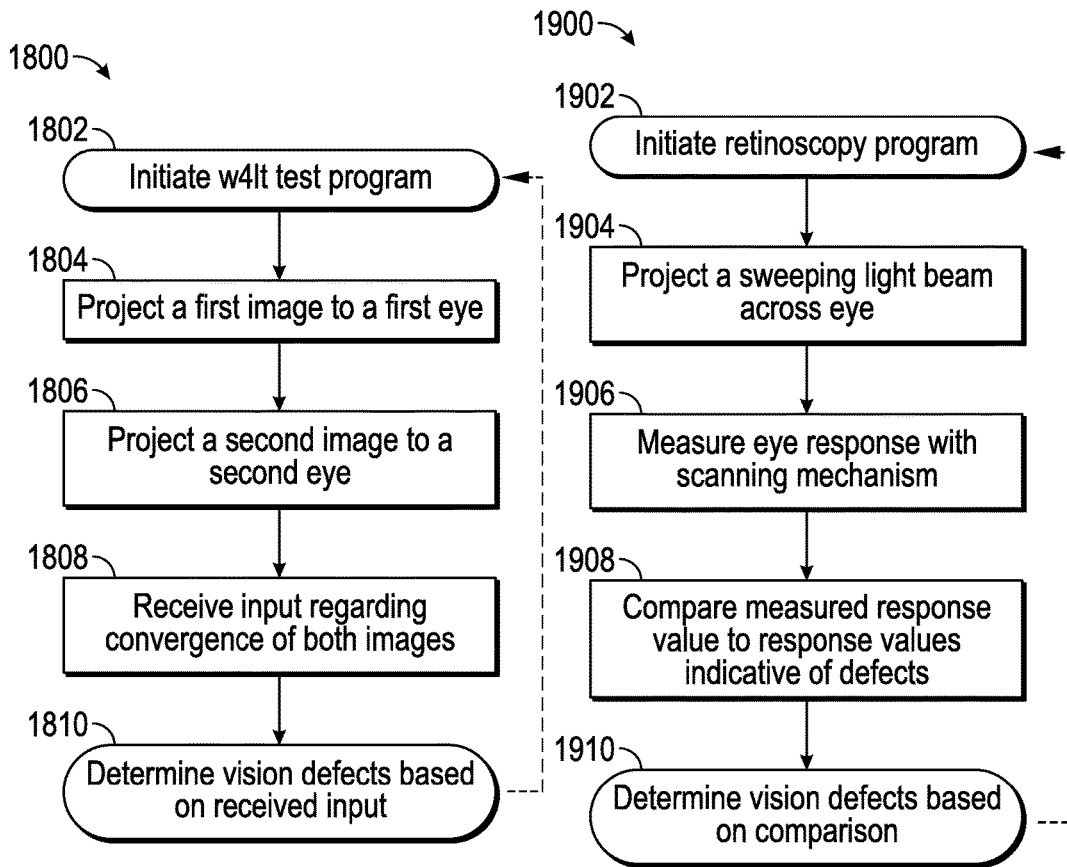 1800
1802
Initiate w4lt test program
1804
Project a first image to a first eye
1806
Project a second image to a
second eye
1808
Receive input regarding
convergence of both images
1810
Determine vision defects based
on received input
1900
1902
Initiate retinoscopy program
1904
Project a sweeping light beam
across eye
1906
Measure eye response with
scanning mechanism
1908
Compare measured response
value to response values
indicative of defects
1910
Determine vision defects based
on comparison